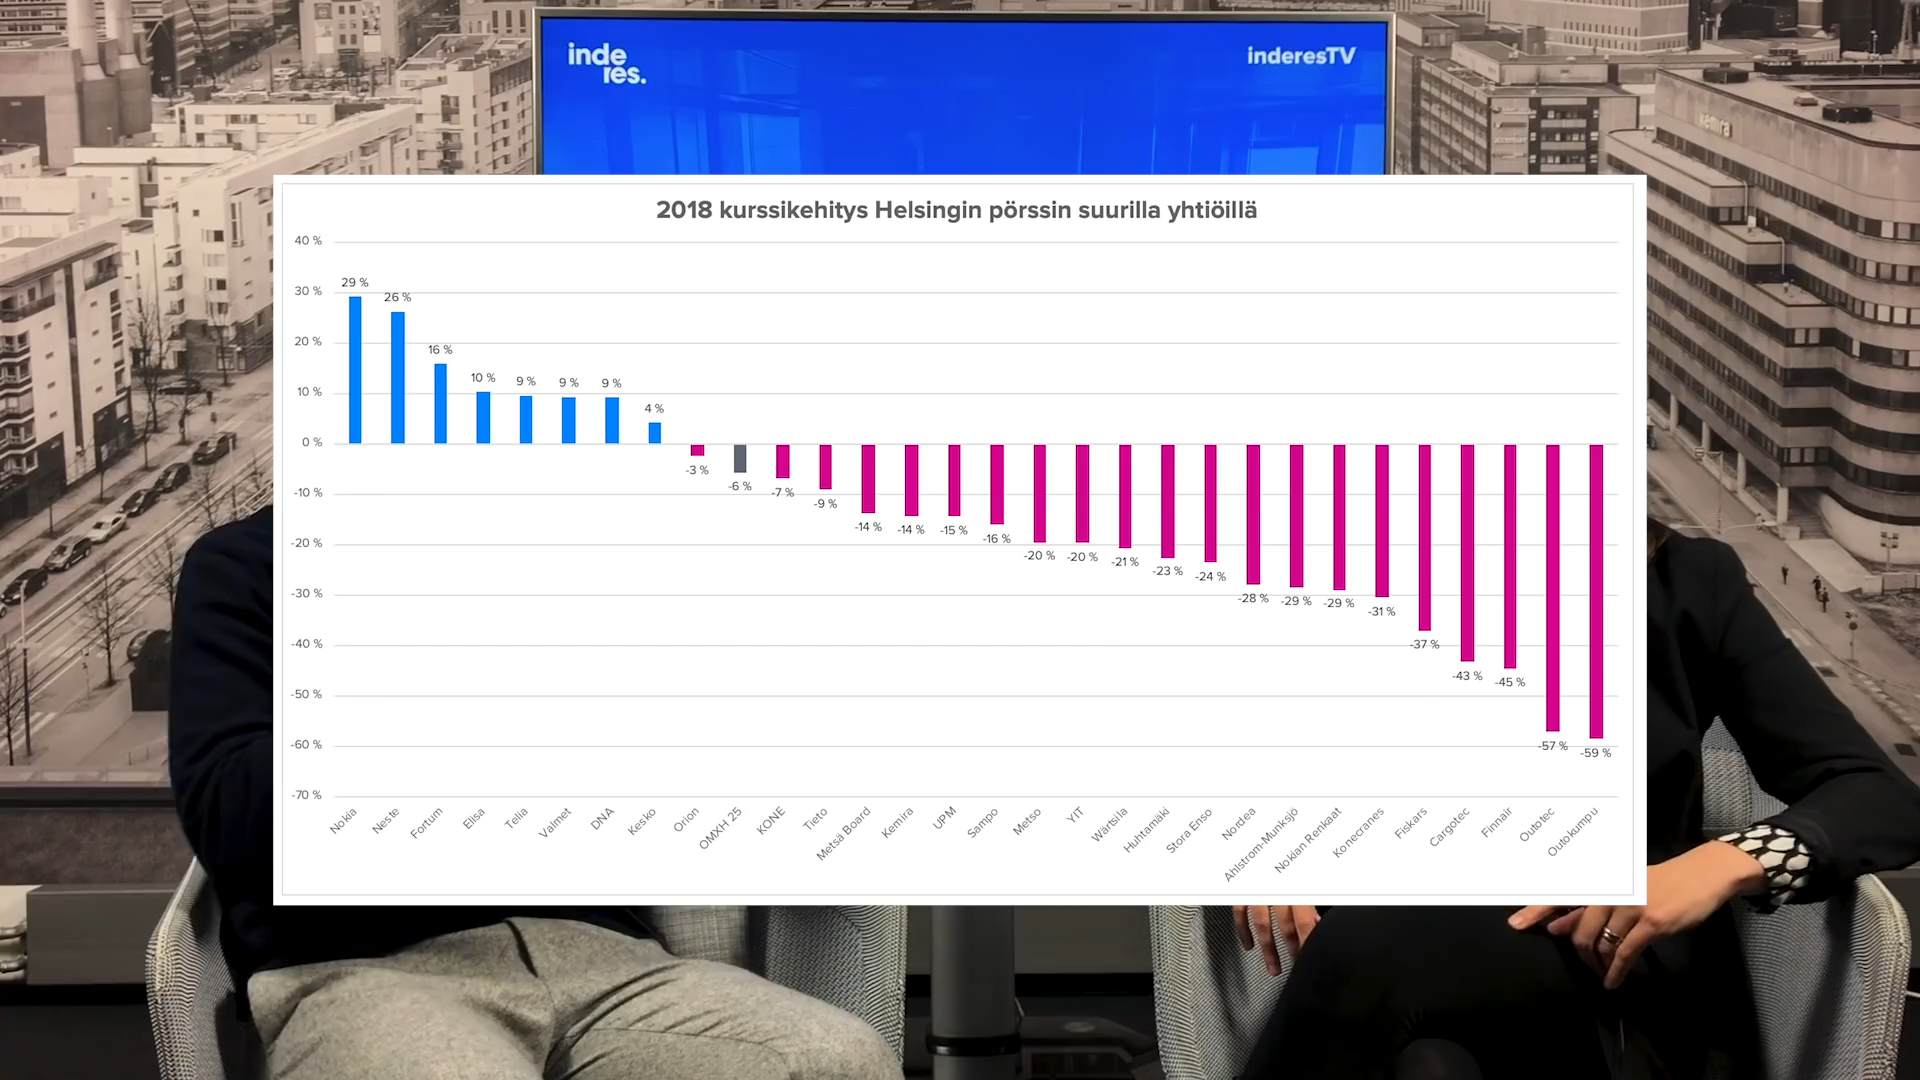 inde
res.
inderesTV
kemira
accenture
2018 kurssikehitys Helsingin pörssin suurilla yhtiöillä
40 %
30 %
20 %
10 %
0 %
-10 %
-20 %
-30 %
-40 %
-50 %
-60 %
-70 %
29 %
26 %
16 %
10 %
9 %
9 %
9 %
4 %
-3 %
-6 %
-7 %
-9 %
-14 %
-14 %
-15 %
-16 %
-20 %
-20 %
-21 %
-23 %
-24 %
-28 %
-29 %
-29 %
-31 %
-37 %
-43 %
-45 %
-57 %
-59 %
Nokia
Neste
Fortum
Elisa
Telia
Valmet
DNA
Kesko
Orion
OMXH 25
KONE
Tieto
Metsä Board
Kemira
UPM
Sampo
Metso
YIT
Wärtsilä
Huhtamäki
Stora Enso
Nordea
Ahlstrom-Munksjö
Nokian Renkaat
Konecranes
Fiskars
Cargotec
Finnair
Outotec
Outokumpu